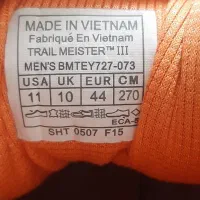 MADE IN VIETNAM
Fabriqué En Vietnam
TRAIL MEISTER™ III
MEN'S BMTEY727-073
USA UK EUR CM
11 10 44 270
SHT 0507 F15